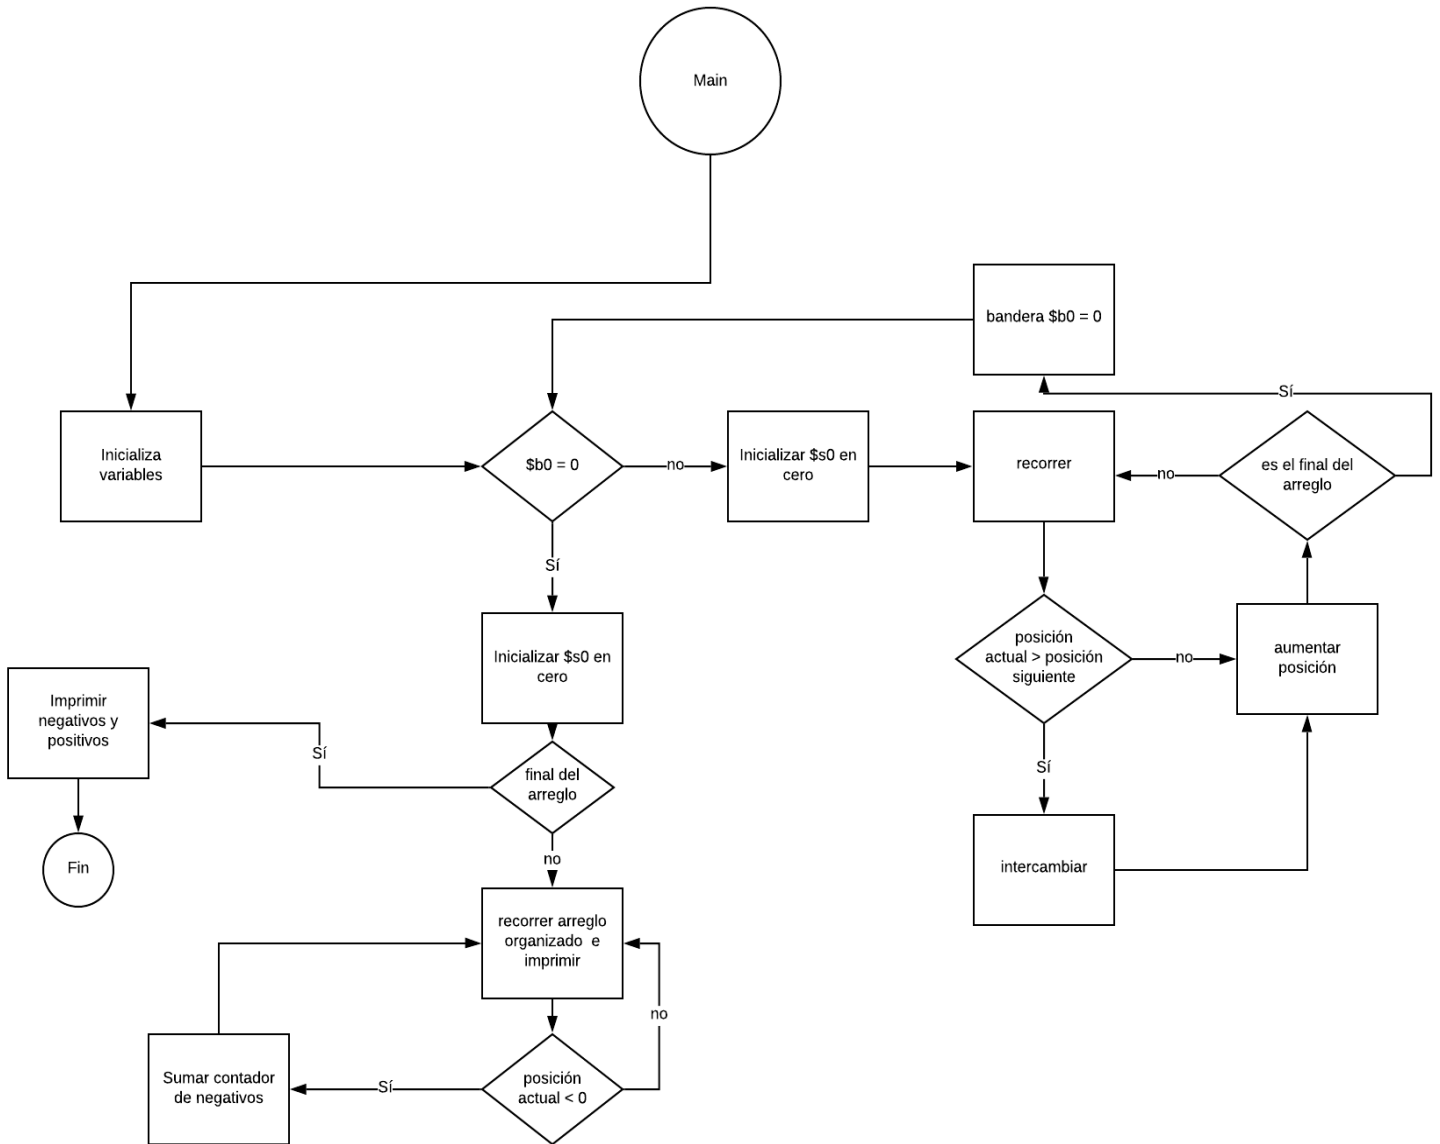 Main
bandera $b0 = 0
Sí
Inicializa
variables
$b0 = 0
no
Inicializar $s0 en
cero
recorrer
no
es el final del
arreglo
Sí
Inicializar $s0 en
cero
posición
actual > posición
siguiente
no
aumentar
posición
Imprimir
negativos y
positivos
Sí
final del
arreglo
Sí
Fin
no
intercambiar
recorrer arreglo
organizado e
imprimir
no
Sumar contador
de negativos
Sí
posición
actual < 0